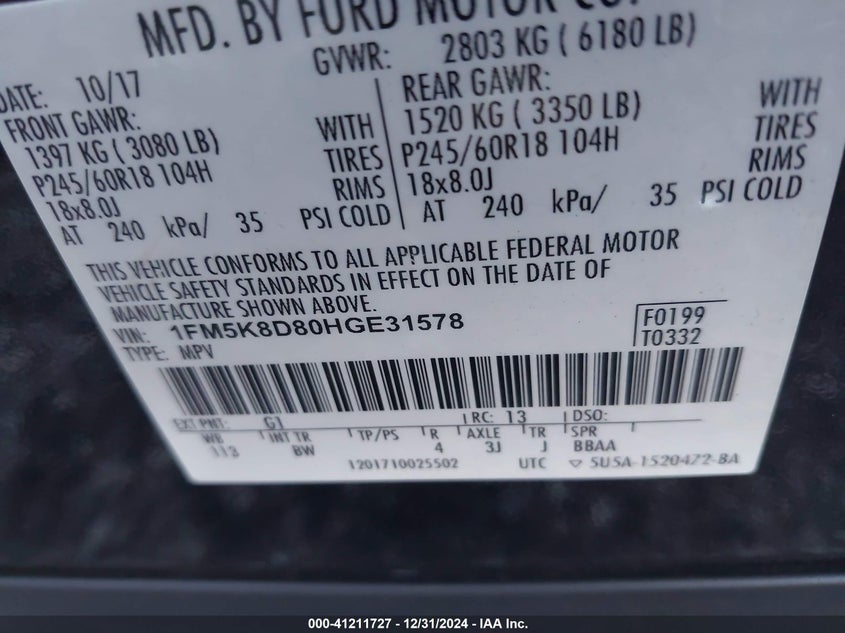 MFD. BY FORD MOTOR CO.
DATE: 10/17 GVWR: 2803 KG ( 6180 LB)
FRONT GAWR: REAR GAWR:
1397 KG ( 3080 LB) WITH 1520 KG ( 3350 LB) WITH
P245/60R18 104H TIRES P245/60R18 104H TIRES
18x8.0J RIMS 18x8.0J RIMS
AT 240 kPa/ 35 PSI COLD AT 240 kPa/ 35 PSI COLD
THIS VEHICLE CONFORMS TO ALL APPLICABLE FEDERAL MOTOR
VEHICLE SAFETY STANDARDS IN EFFECT ON THE DATE OF
MANUFACTURE SHOWN ABOVE.
VIN: 1FM5K8D80HGE31578 F0199
TYPE: MPV T0332
EXT PNT: G1 RC: 13 DSO:
WB INT TR TP/PS R AXLE TR SPR
113 BW 4 3J J BBAA
1201710025502 UTC ▽ 5U5A-1520472-BA
000-41211727 - 12/31/2024 - IAAI.com. All rights reserved.